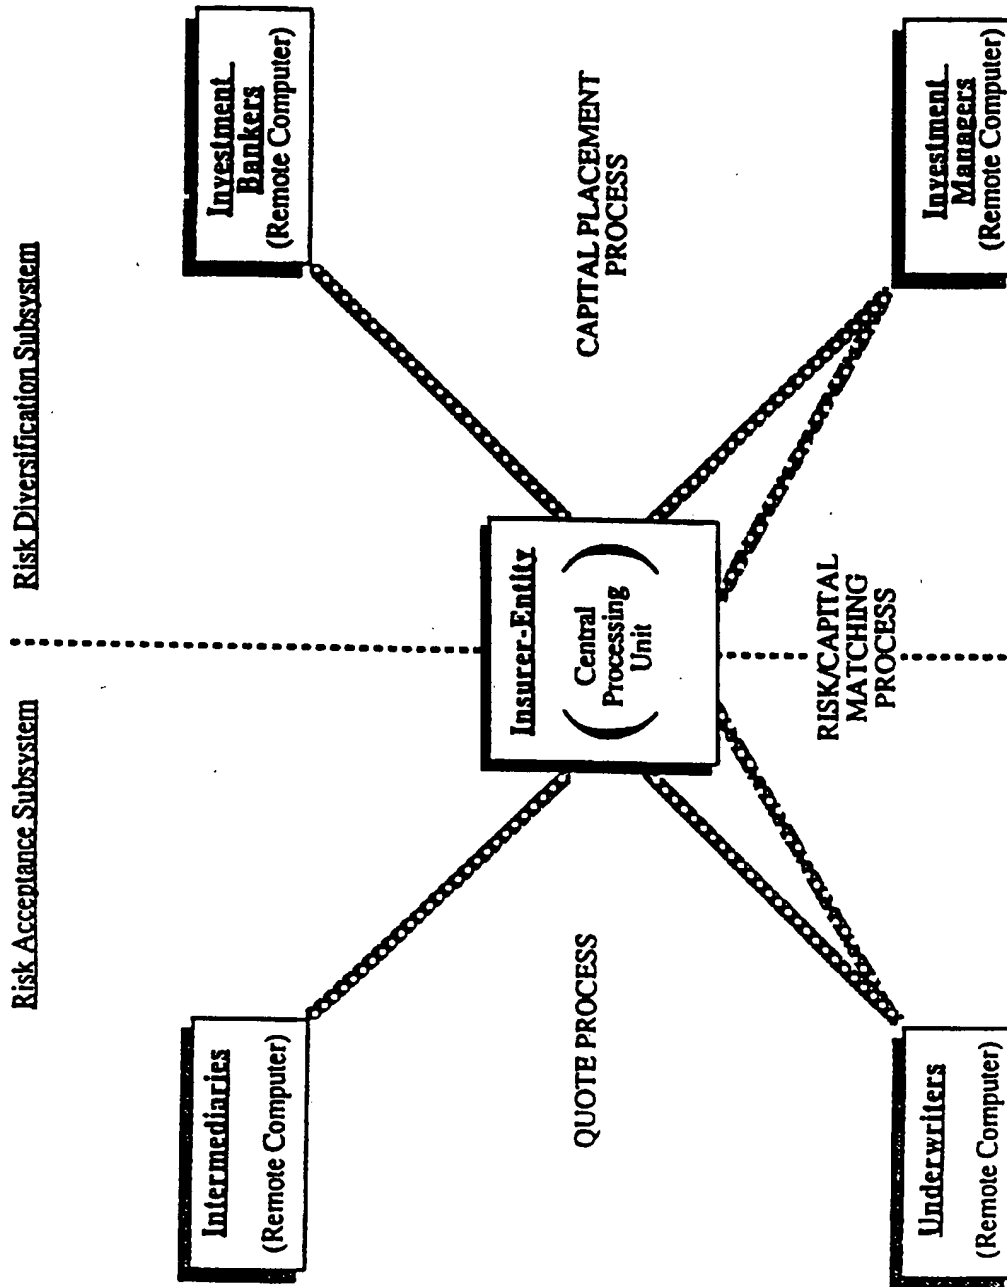 Risk Acceptance Subsystem
Risk Diversification Subsystem
Intermediaries
(Remote Computer)
Investment
Bankers
(Remote Computer)
Insurer-Entity
(Central
Processing
Unit)
QUOTE PROCESS
CAPITAL PLACEMENT
PROCESS
RISK/CAPITAL
MATCHING
PROCESS
Underwriters
(Remote Computer)
Investment
Managers
(Remote Computer)